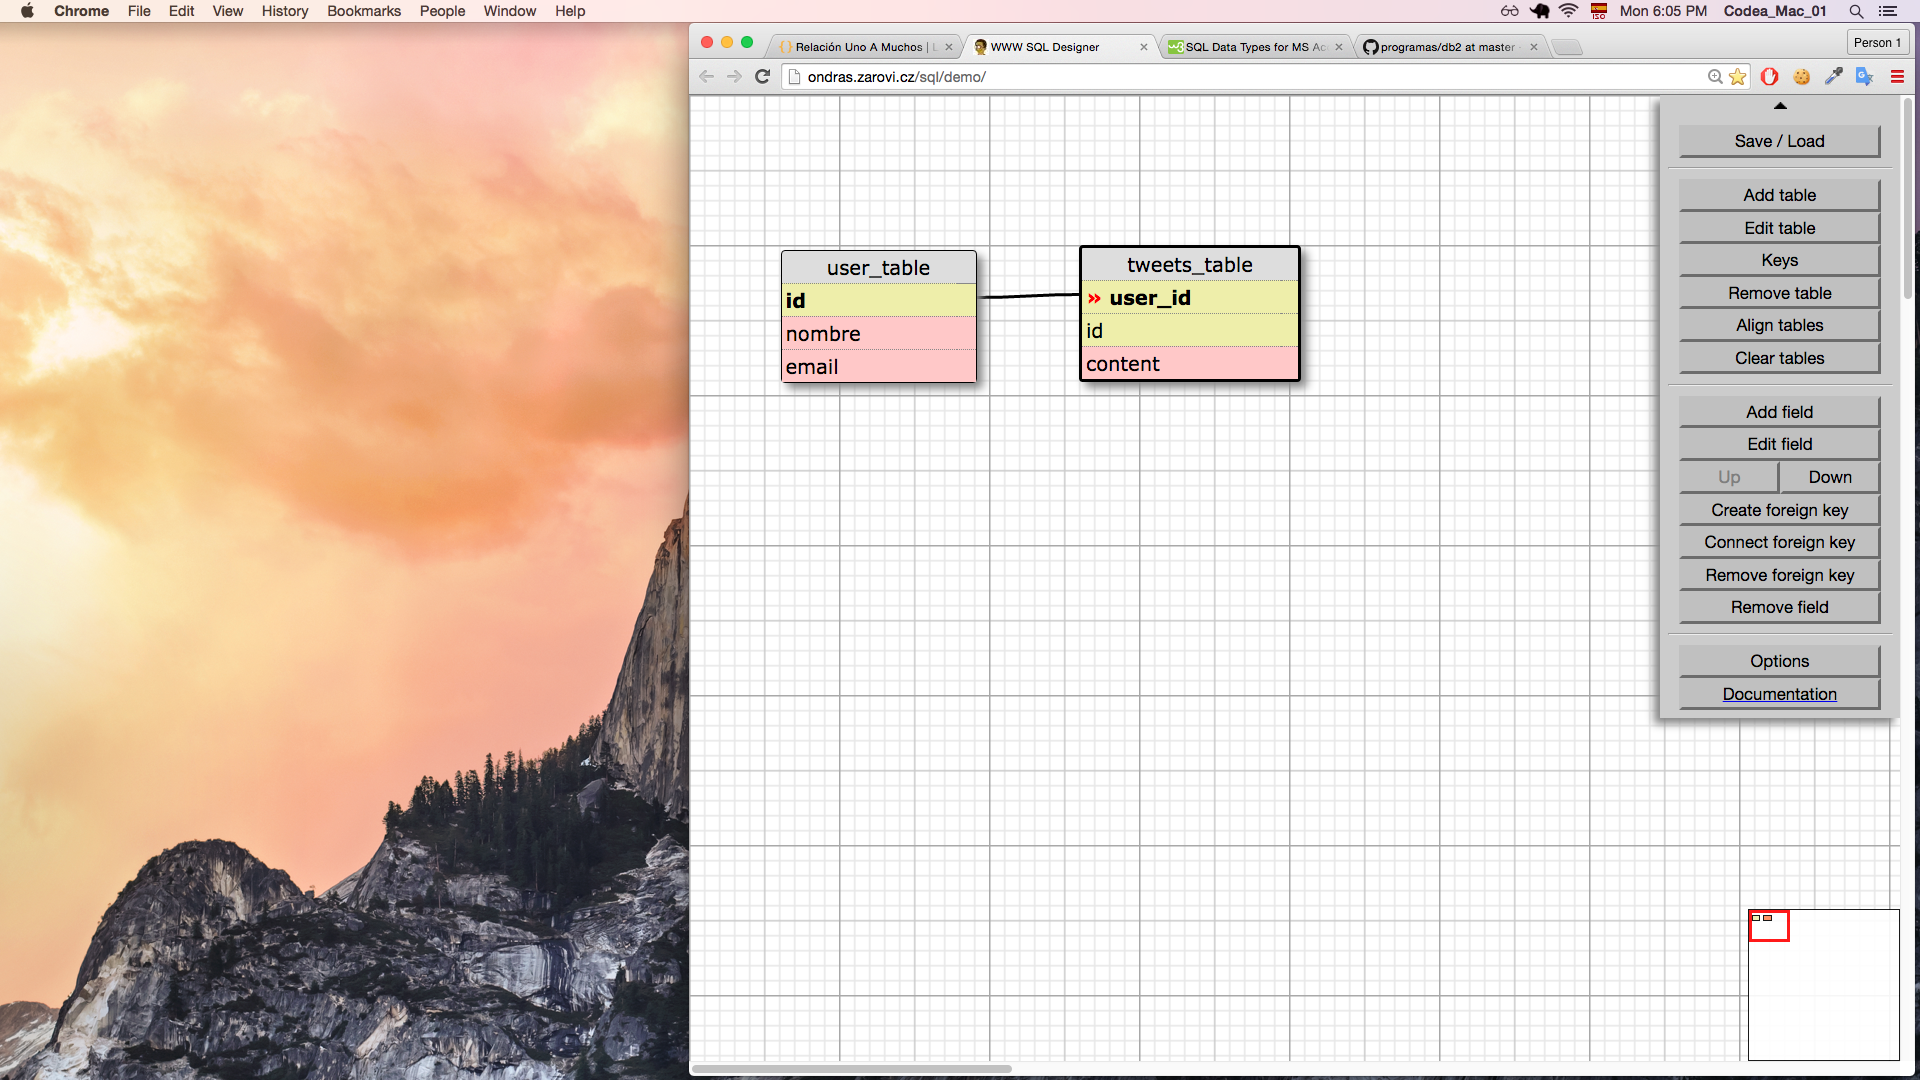 Chrome File Edit View History Bookmarks People Window Help ISO Mon 6:05 PM Codea_Mac_01
Relación Uno A Muchos | L WWW SQL Designer SQL Data Types for MS Ac programas/db2 at master Person 1
ondras.zarovi.cz/sql/demo/
Save / Load
Add table
Edit table
Keys
Remove table
Align tables
Clear tables
Add field
Edit field
Up Down
Create foreign key
Connect foreign key
Remove foreign key
Remove field
Options
Documentation
user_table
id
nombre
email
tweets_table
» user_id
id
content